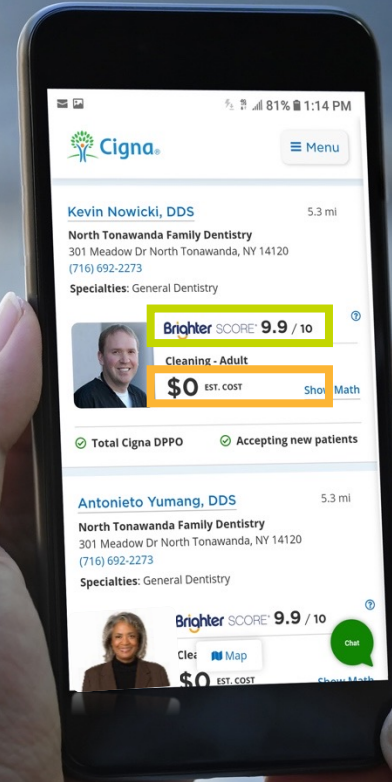 81% 1:14 PM
Cigna®
Menu
Kevin Nowicki, DDS 5.3 mi
North Tonawanda Family Dentistry
301 Meadow Dr North Tonawanda, NY 14120
(716) 692-2273
Specialties: General Dentistry
Brighter SCORE® 9.9 / 10
Cleaning - Adult
$0 EST. COST Show Math
Total Cigna DPPO Accepting new patients
Antonieto Yumang, DDS 5.3 mi
North Tonawanda Family Dentistry
301 Meadow Dr North Tonawanda, NY 14120
(716) 692-2273
Specialties: General Dentistry
Brighter SCORE® 9.9 / 10
Clea Map
Chat
$0 EST. COST Show Math